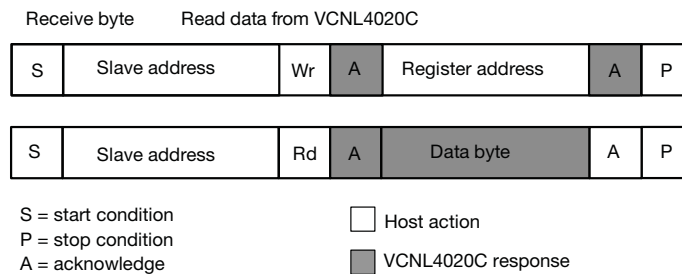 Receive byte Read data from VCNL4020C
S Slave address Wr A Register address A P
S Slave address Rd A Data byte A P
S = start condition
P = stop condition
A = acknowledge
Host action
VCNL4020C response